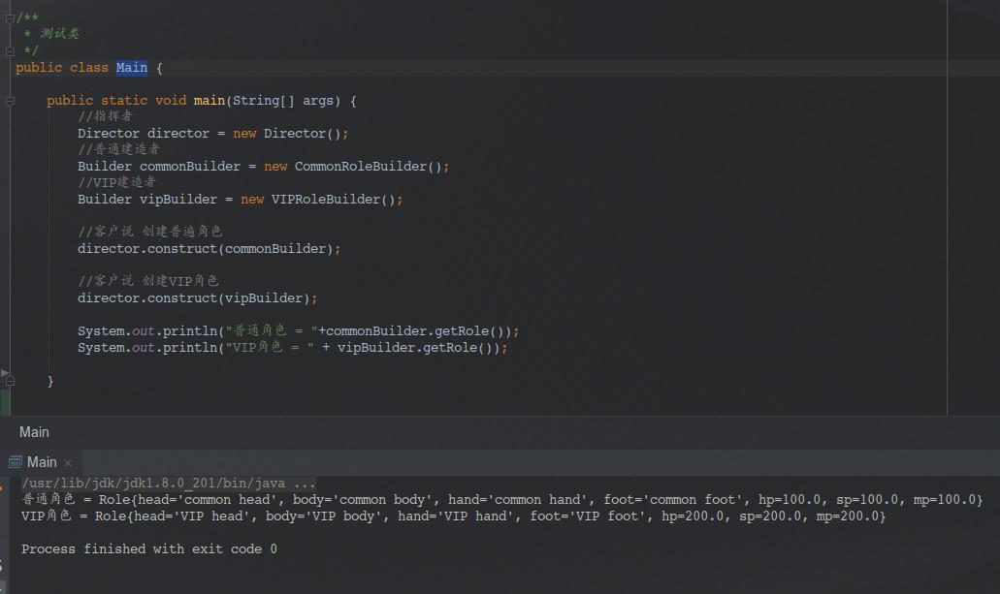 /**
 * 测试类
 */
public class Main {
    public static void main(String[] args) {
        //指挥者
        Director director = new Director();
        //普通建造者
        Builder commonBuilder = new CommonRoleBuilder();
        //VIP建造者
        Builder vipBuilder = new VIPRoleBuilder();
        //客户说 创建普遍角色
        director.construct(commonBuilder);
        //客户说 创建VIP角色
        director.construct(vipBuilder);
        System.out.println("普通角色 = "+commonBuilder.getRole());
        System.out.println("VIP角色 = " + vipBuilder.getRole());
    }
Main
Main ×
/usr/lib/jdk/jdk1.8.0_201/bin/java ...
普通角色 = Role{head='common head', body='common body', hand='common hand', foot='common foot', hp=100.0, sp=100.0, mp=100.0}
VIP角色 = Role{head='VIP head', body='VIP body', hand='VIP hand', foot='VIP foot', hp=200.0, sp=200.0, mp=200.0}
Process finished with exit code 0